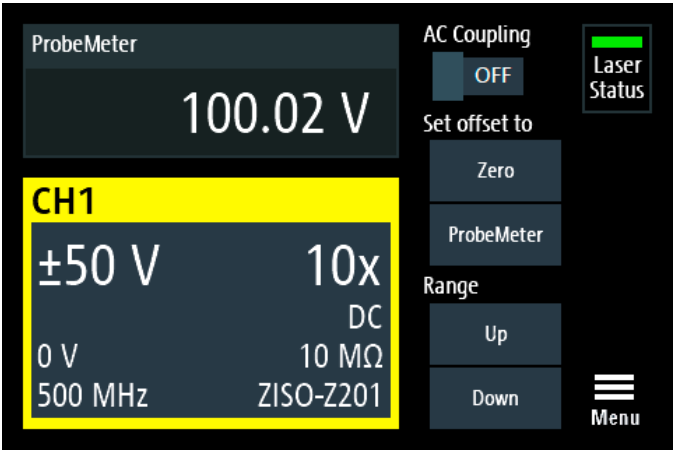 ProbeMeter
100.02 V
CH1
±50 V 10x
DC
0 V 10 MΩ
500 MHz ZISO-Z201
AC Coupling
OFF
Set offset to
Zero
ProbeMeter
Range
Up
Down
Laser
Status
Menu